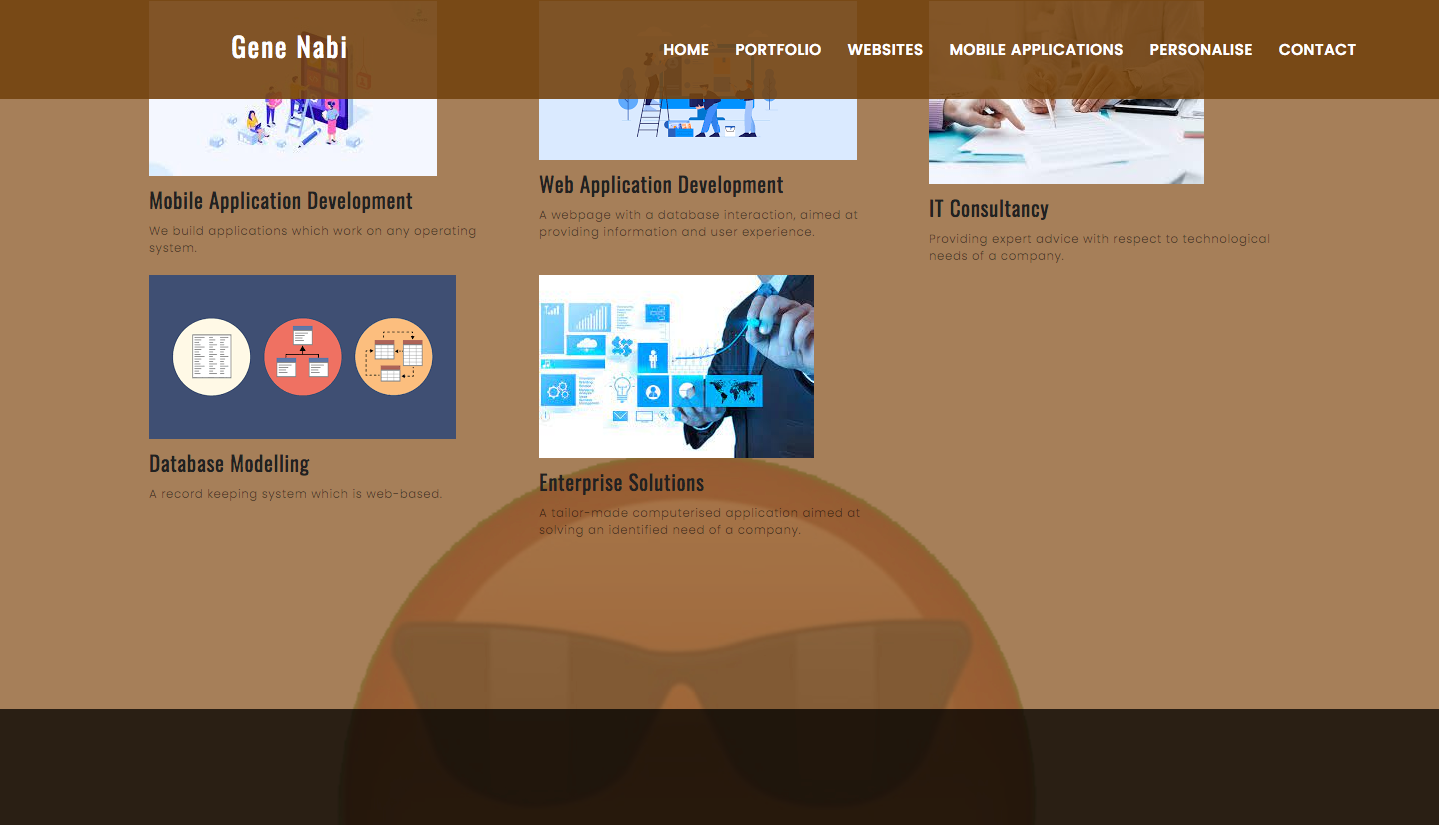 Gene Nabi
HOME PORTFOLIO WEBSITES MOBILE APPLICATIONS PERSONALISE CONTACT
Mobile Application Development
We build applications which work on any operating
system.
Web Application Development
A webpage with a database interaction, aimed at
providing information and user experience.
IT Consultancy
Providing expert advice with respect to technological
needs of a company.
Database Modelling
A record keeping system which is web-based.
Enterprise Solutions
A tailor-made computerised application aimed at
solving an identified need of a company.